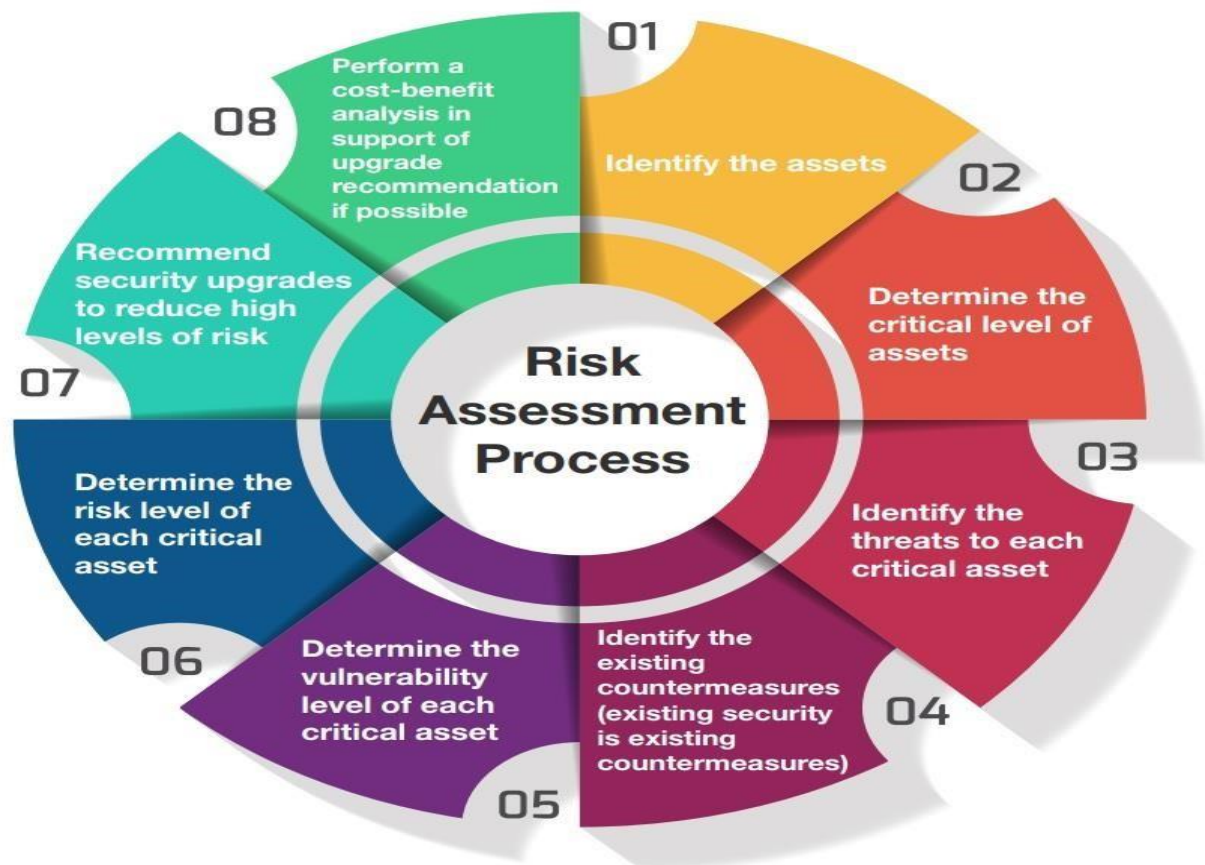 Risk
Assessment
Process
01
Identify the assets
02
Determine the
critical level of
assets
03
Identify the
threats to each
critical asset
04
Identify the
existing
countermeasures
(existing security
is existing
countermeasures)
05
Determine the
vulnerability
level of each
critical asset
06
Determine the
risk level of
each critical
asset
07
Recommend
security upgrades
to reduce high
levels of risk
08
Perform a
cost-benefit
analysis in
support of
upgrade
recommendation
if possible